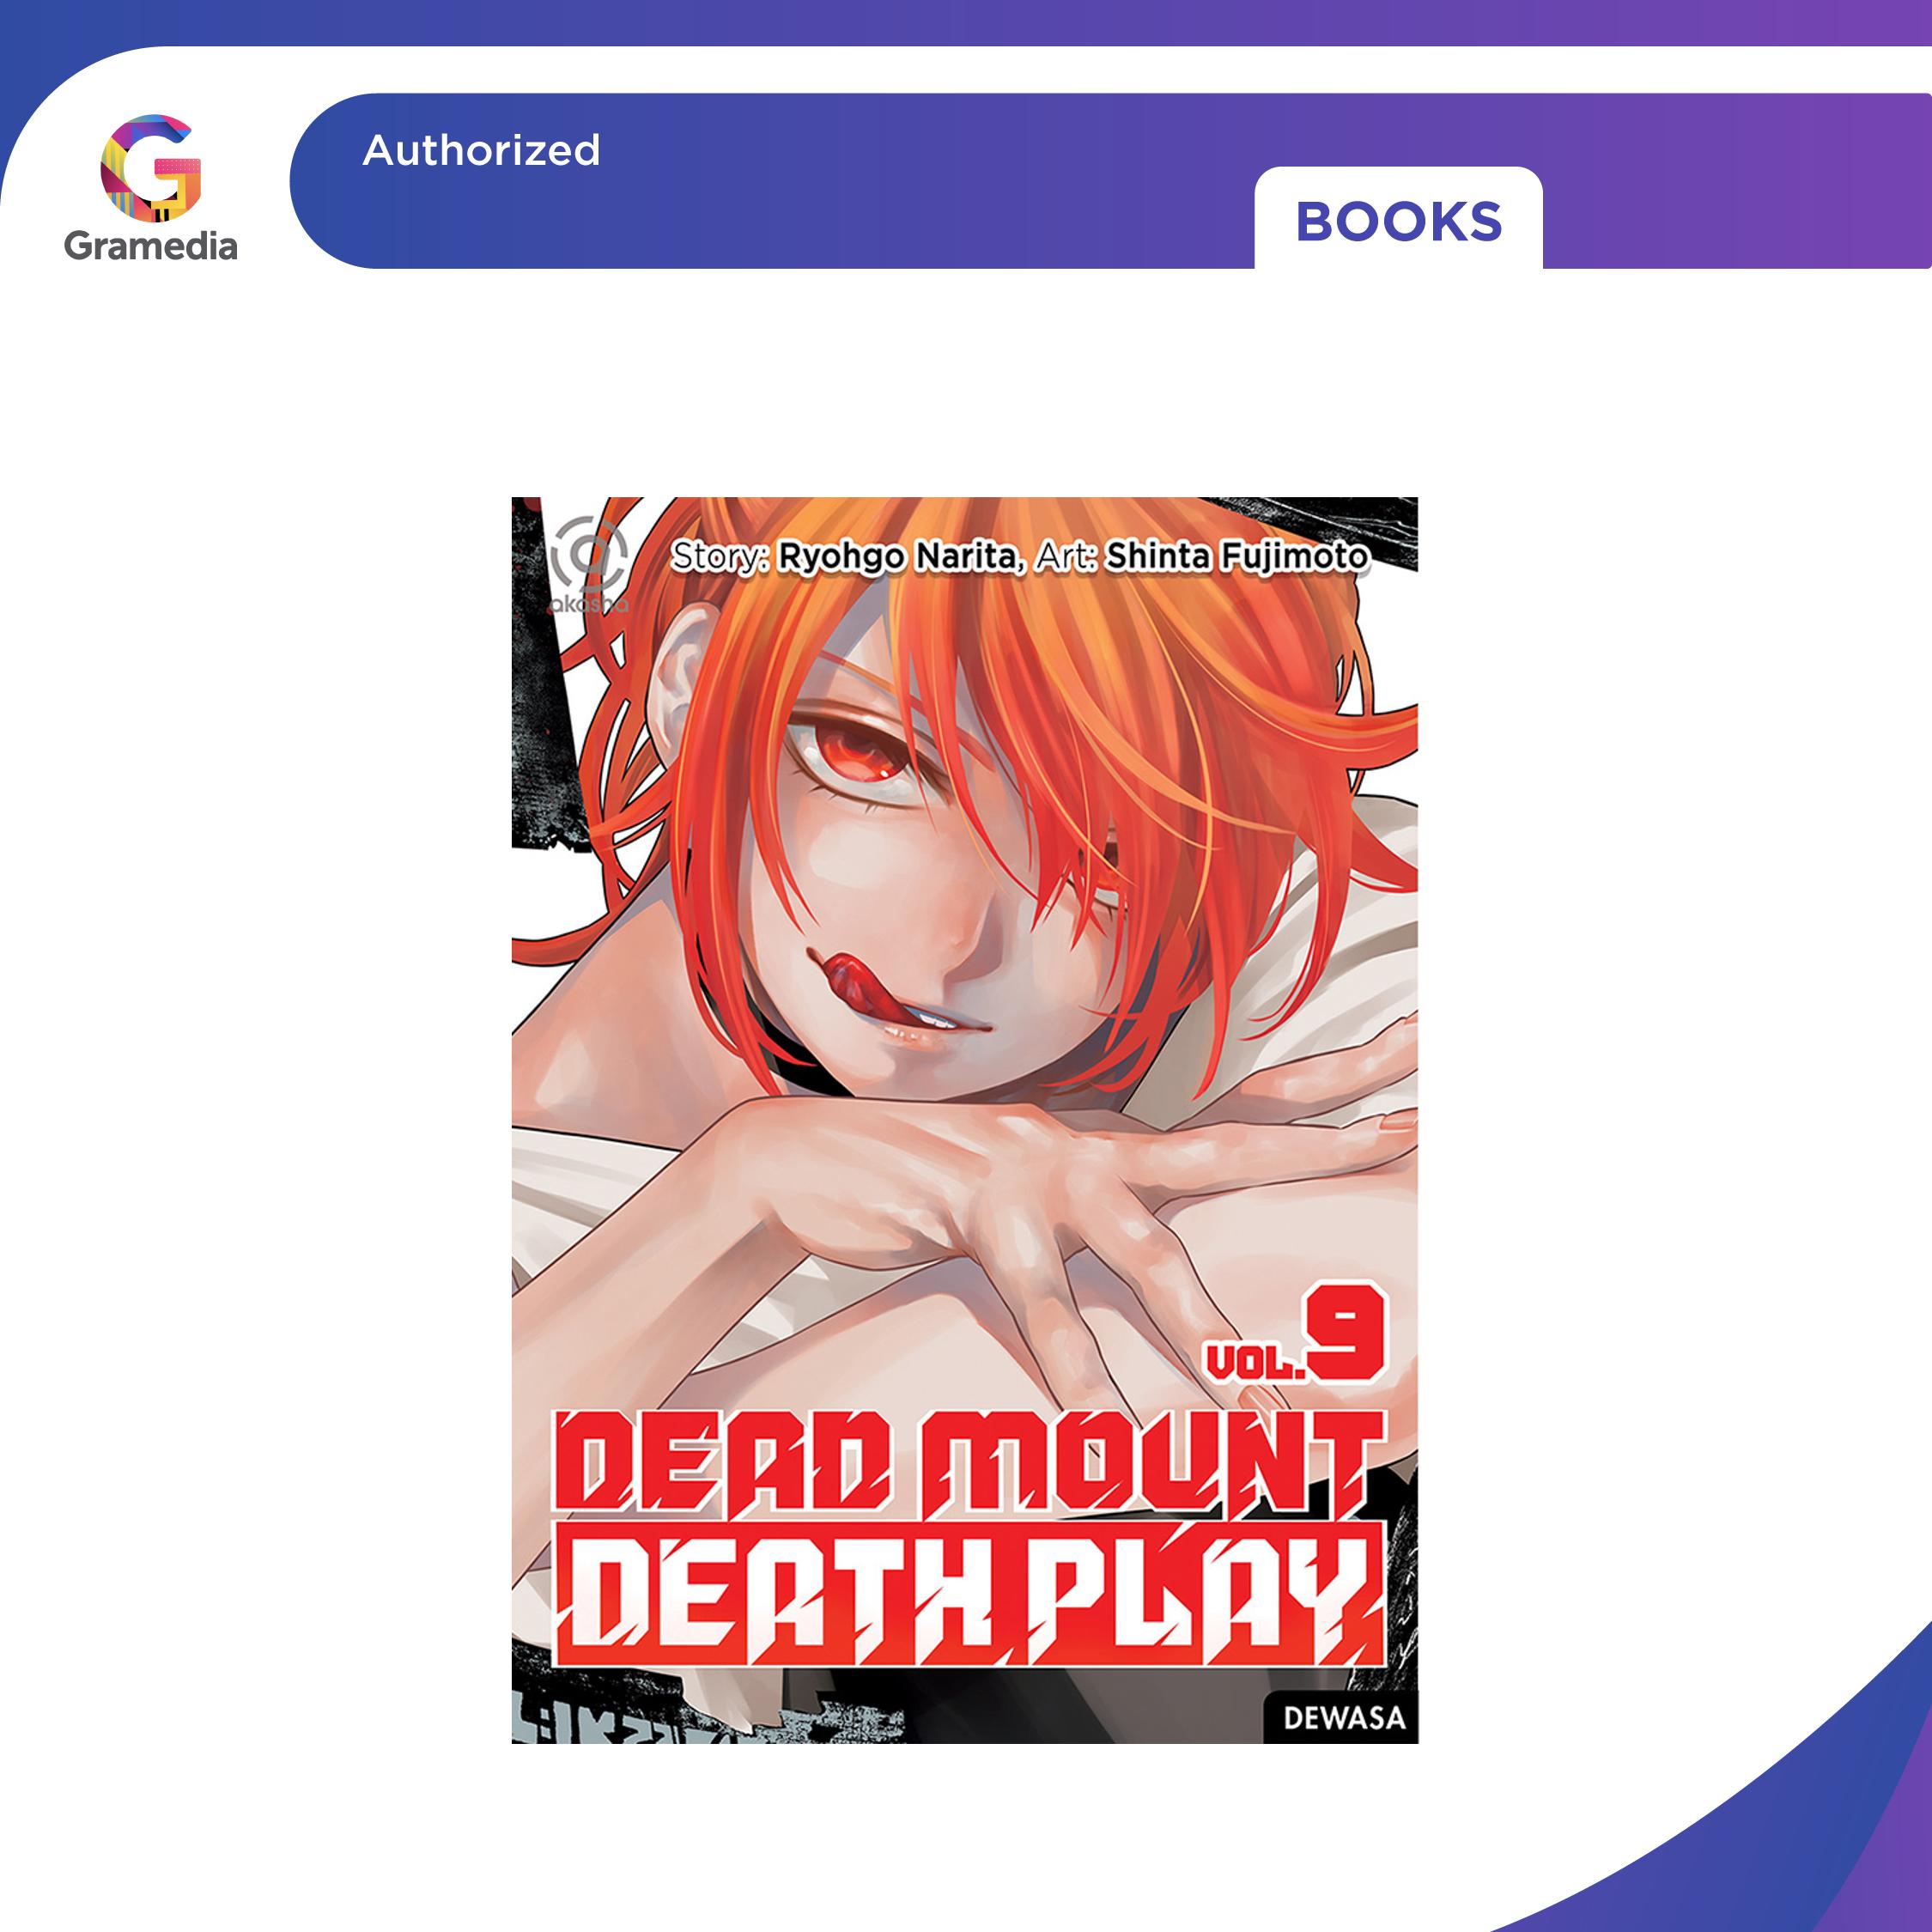 Gramedia
Authorized
BOOKS
akasha
Story: Ryohgo Narita, Art: Shinta Fujimoto
VOL.9
DEAD MOUNT
DEATH PLAY
DEWASA